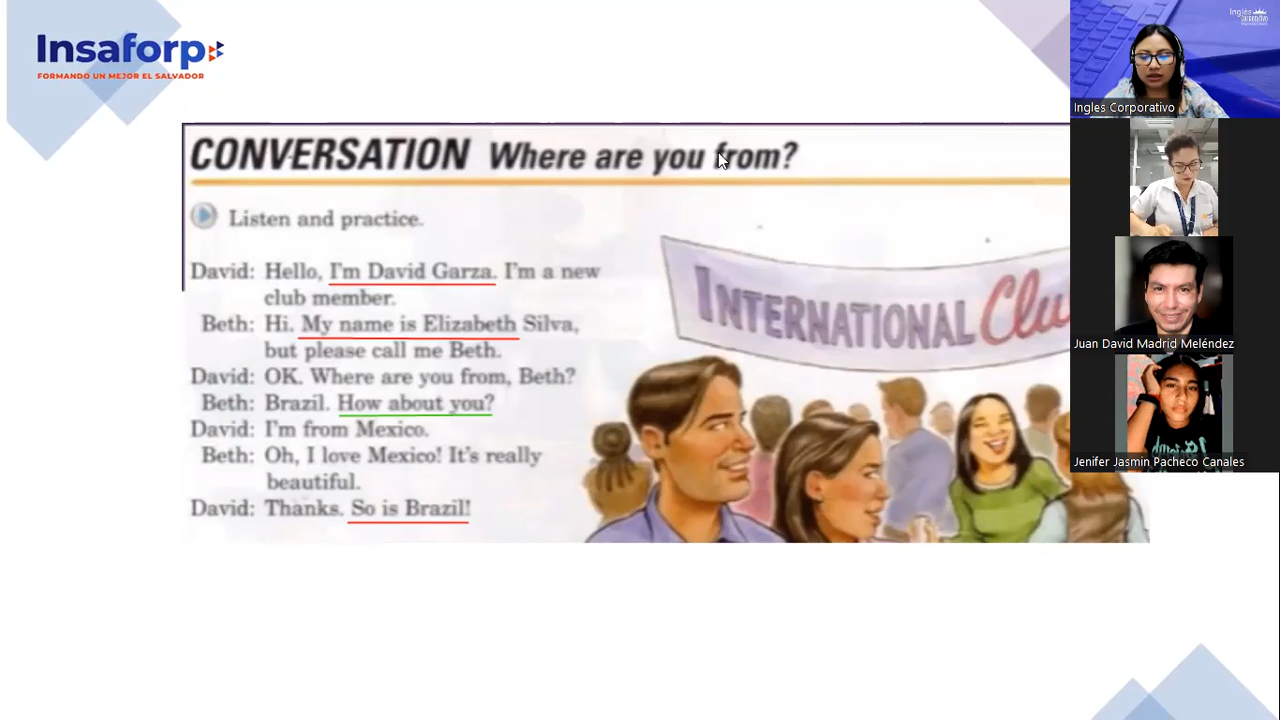 Insaforp
FORMANDO UN MEJOR EL SALVADOR
CONVERSATION Where are you from?
Listen and practice.
David: Hello, I'm David Garza. I'm a new
club member.
Beth: Hi. My name is Elizabeth Silva,
but please call me Beth.
David: OK. Where are you from, Beth?
Beth: Brazil. How about you?
David: I'm from Mexico.
Beth: Oh, I love Mexico! It's really
beautiful.
David: Thanks. So is Brazil!
INTERNATIONAL Clu
Ingles Corporativo
Juan David Madrid Meléndez
Jenifer Jasmin Pacheco Canales